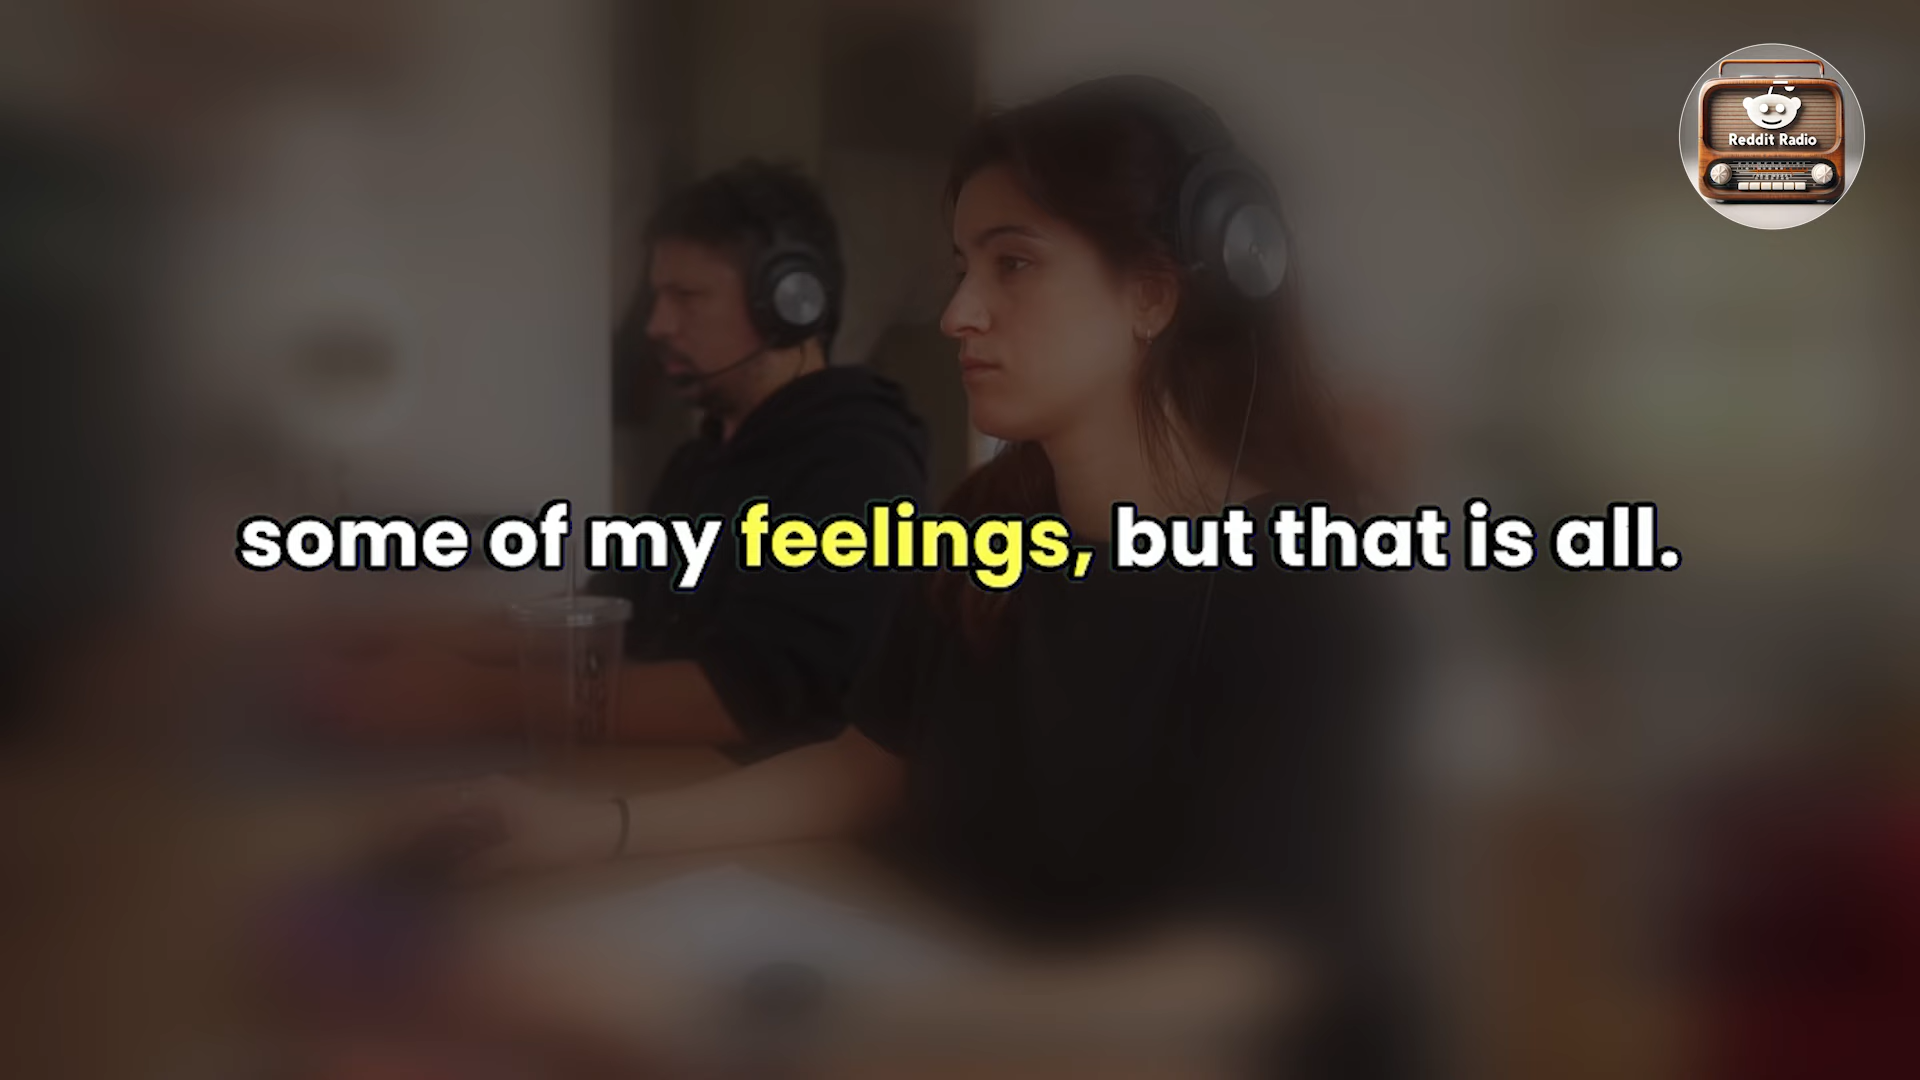 Reddit Radio
some of my feelings, but that is all.